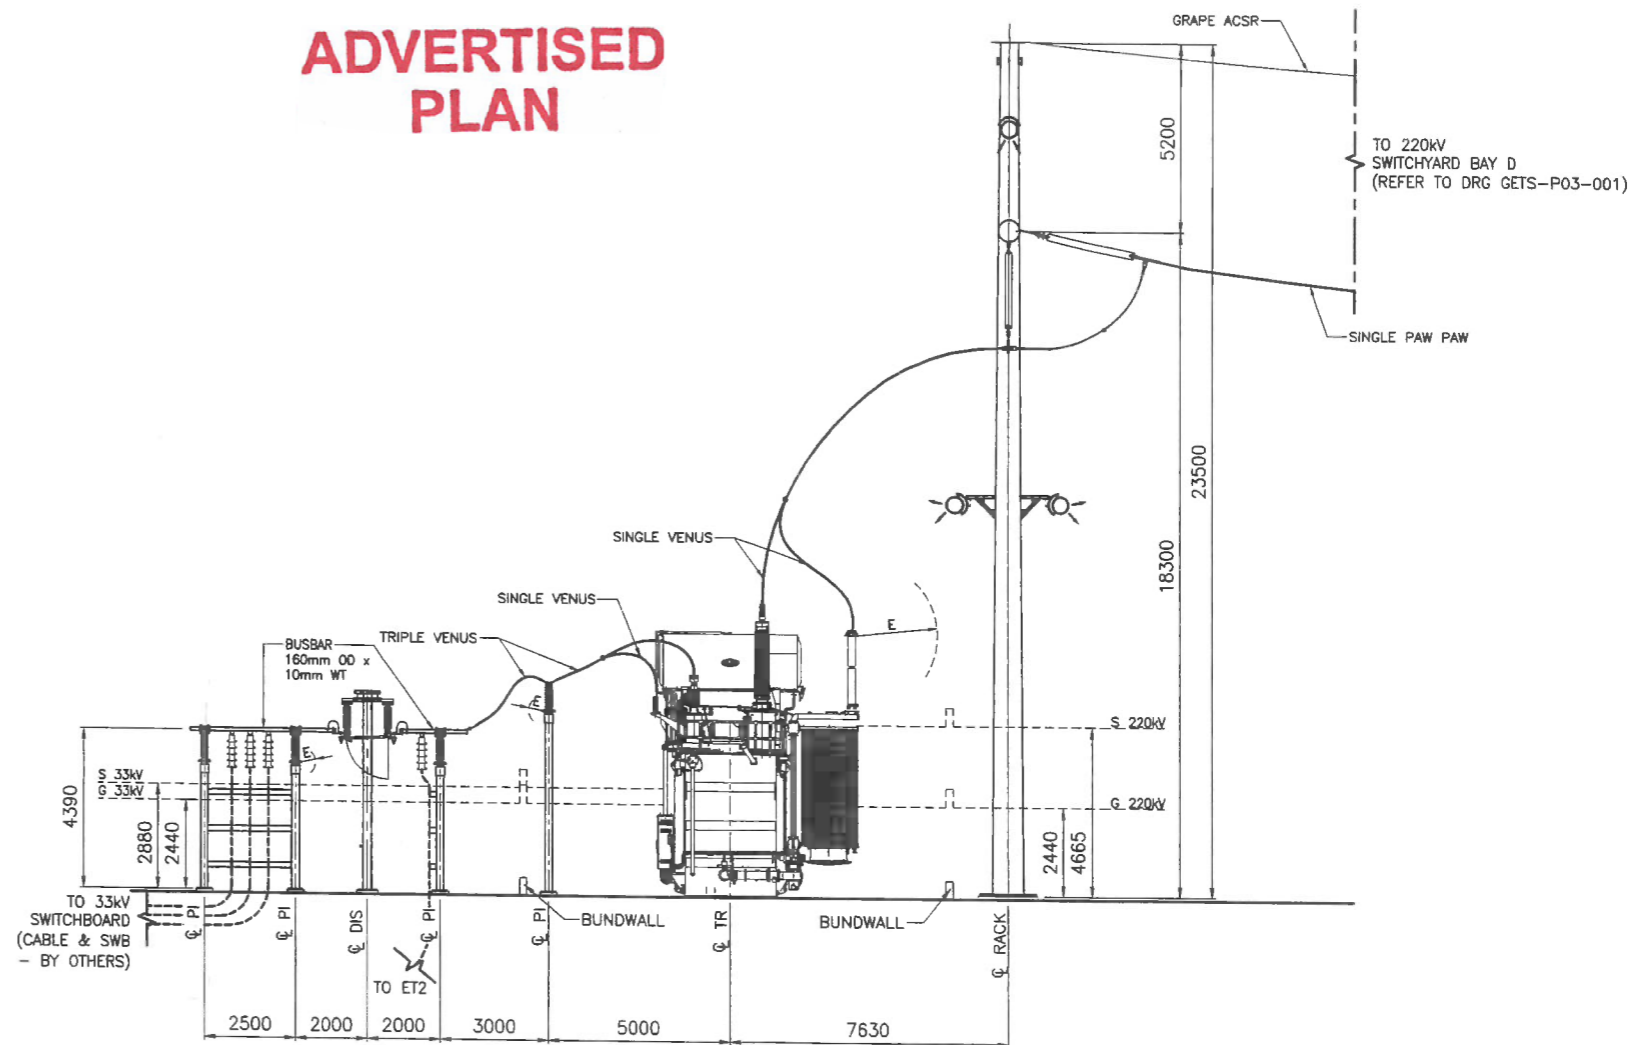 ADVERTISED
PLAN
GRAPE ACSR
5200
TO 220kV
SWITCHYARD BAY D
(REFER TO DRG GETS-P03-001)
SINGLE PAW PAW
23500
18300
SINGLE VENUS
SINGLE VENUS
TRIPLE VENUS
BUSBAR
160mm OD x
10mm WT
E
E
E
S 220kV
G 220kV
S 33kV
G 33kV
4390
2880
2440
2440
4665
TO 33kV
SWITCHBOARD
(CABLE & SWB
- BY OTHERS)
℄ PI
℄ PI
℄ DIS
℄ PI
℄ PI
℄ TR
℄ RACK
BUNDWALL
BUNDWALL
TO ET2
2500
2000
2000
3000
5000
7630